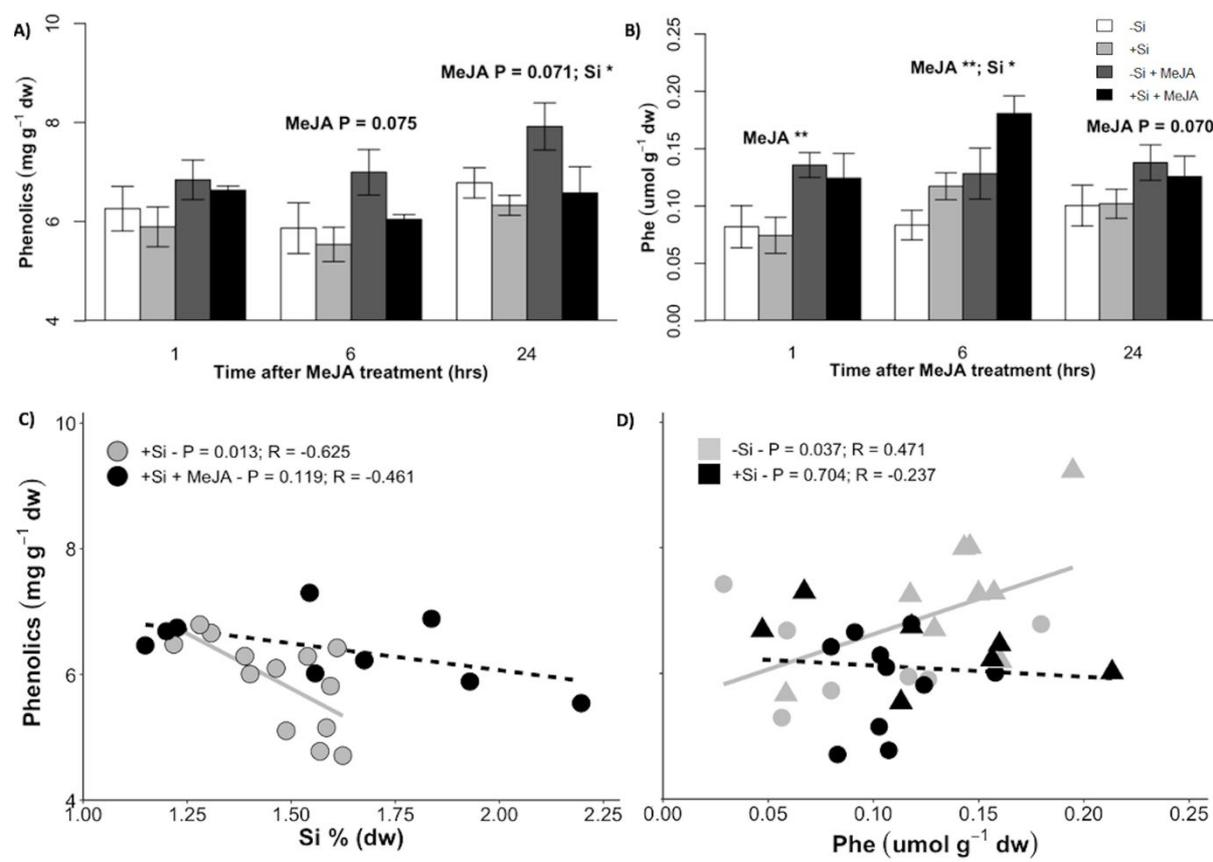 A)
10
8
6
4
Phenolics (mg g⁻¹ dw)
MeJA P = 0.075
MeJA P = 0.071; Si *
1
6
24
Time after MeJA treatment (hrs)
B)
0.25
0.20
0.15
0.10
0.05
0.00
Phe (umol g⁻¹ dw)
-Si
+Si
-Si + MeJA
+Si + MeJA
MeJA **
MeJA **; Si *
MeJA P = 0.070
1
6
24
Time after MeJA treatment (hrs)
C)
10
8
6
4
Phenolics (mg g⁻¹ dw)
+Si - P = 0.013; R = -0.625
+Si + MeJA - P = 0.119; R = -0.461
1.00
1.25
1.50
1.75
2.00
2.25
Si % (dw)
D)
-Si - P = 0.037; R = 0.471
+Si - P = 0.704; R = -0.237
0.00
0.05
0.10
0.15
0.20
0.25
Phe (umol g⁻¹ dw)